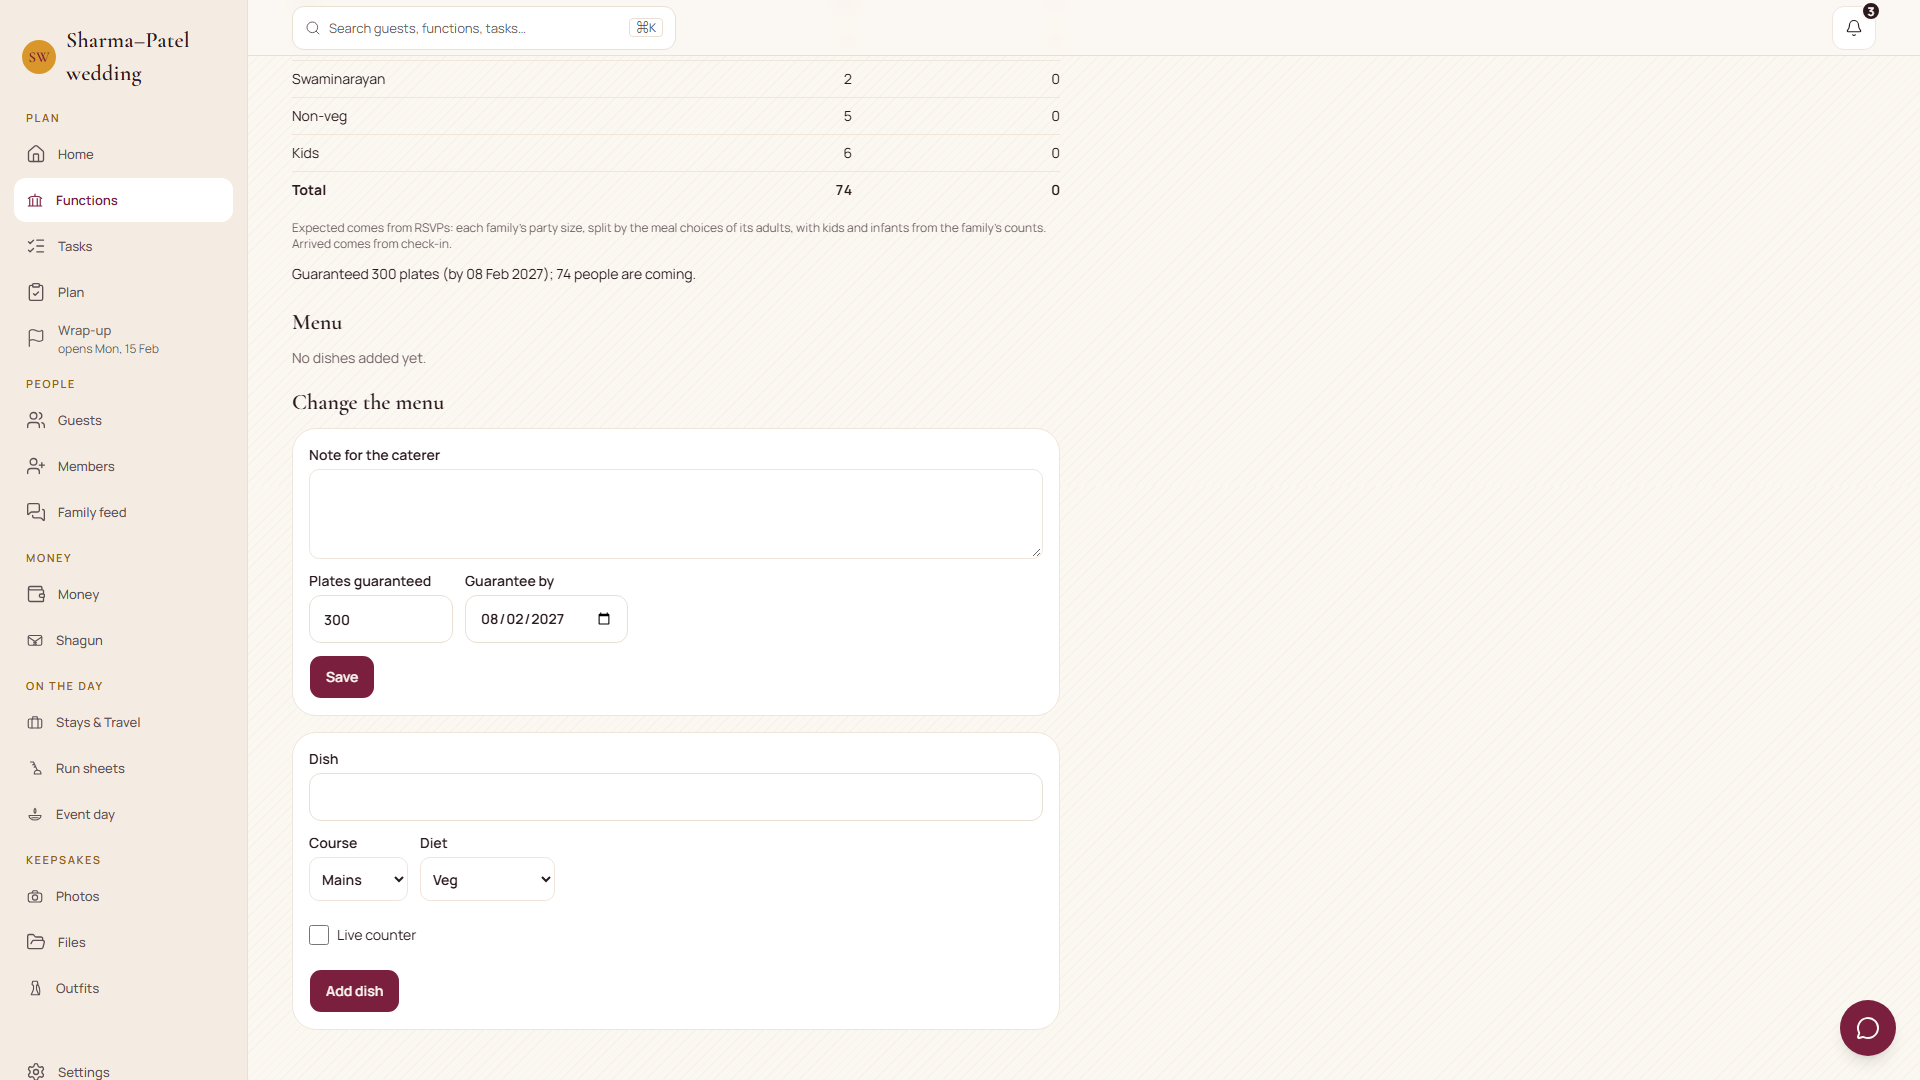 SW
Sharma–Patel
wedding
PLAN
Home
Functions
Tasks
Plan
Wrap-up
opens Mon, 15 Feb
PEOPLE
Guests
Members
Family feed
MONEY
Money
Shagun
ON THE DAY
Stays & Travel
Run sheets
Event day
KEEPSAKES
Photos
Files
Outfits
Settings
Search guests, functions, tasks...
⌘K
3
Swaminarayan 2 0
Non-veg 5 0
Kids 6 0
Total 74 0
Expected comes from RSVPs: each family's party size, split by the meal choices of its adults, with kids and infants from the family's counts.
Arrived comes from check-in.
Guaranteed 300 plates (by 08 Feb 2027); 74 people are coming.
Menu
No dishes added yet.
Change the menu
Note for the caterer
Plates guaranteed Guarantee by
300 08/02/2027
Save
Dish
Course Diet
Mains Veg
Live counter
Add dish